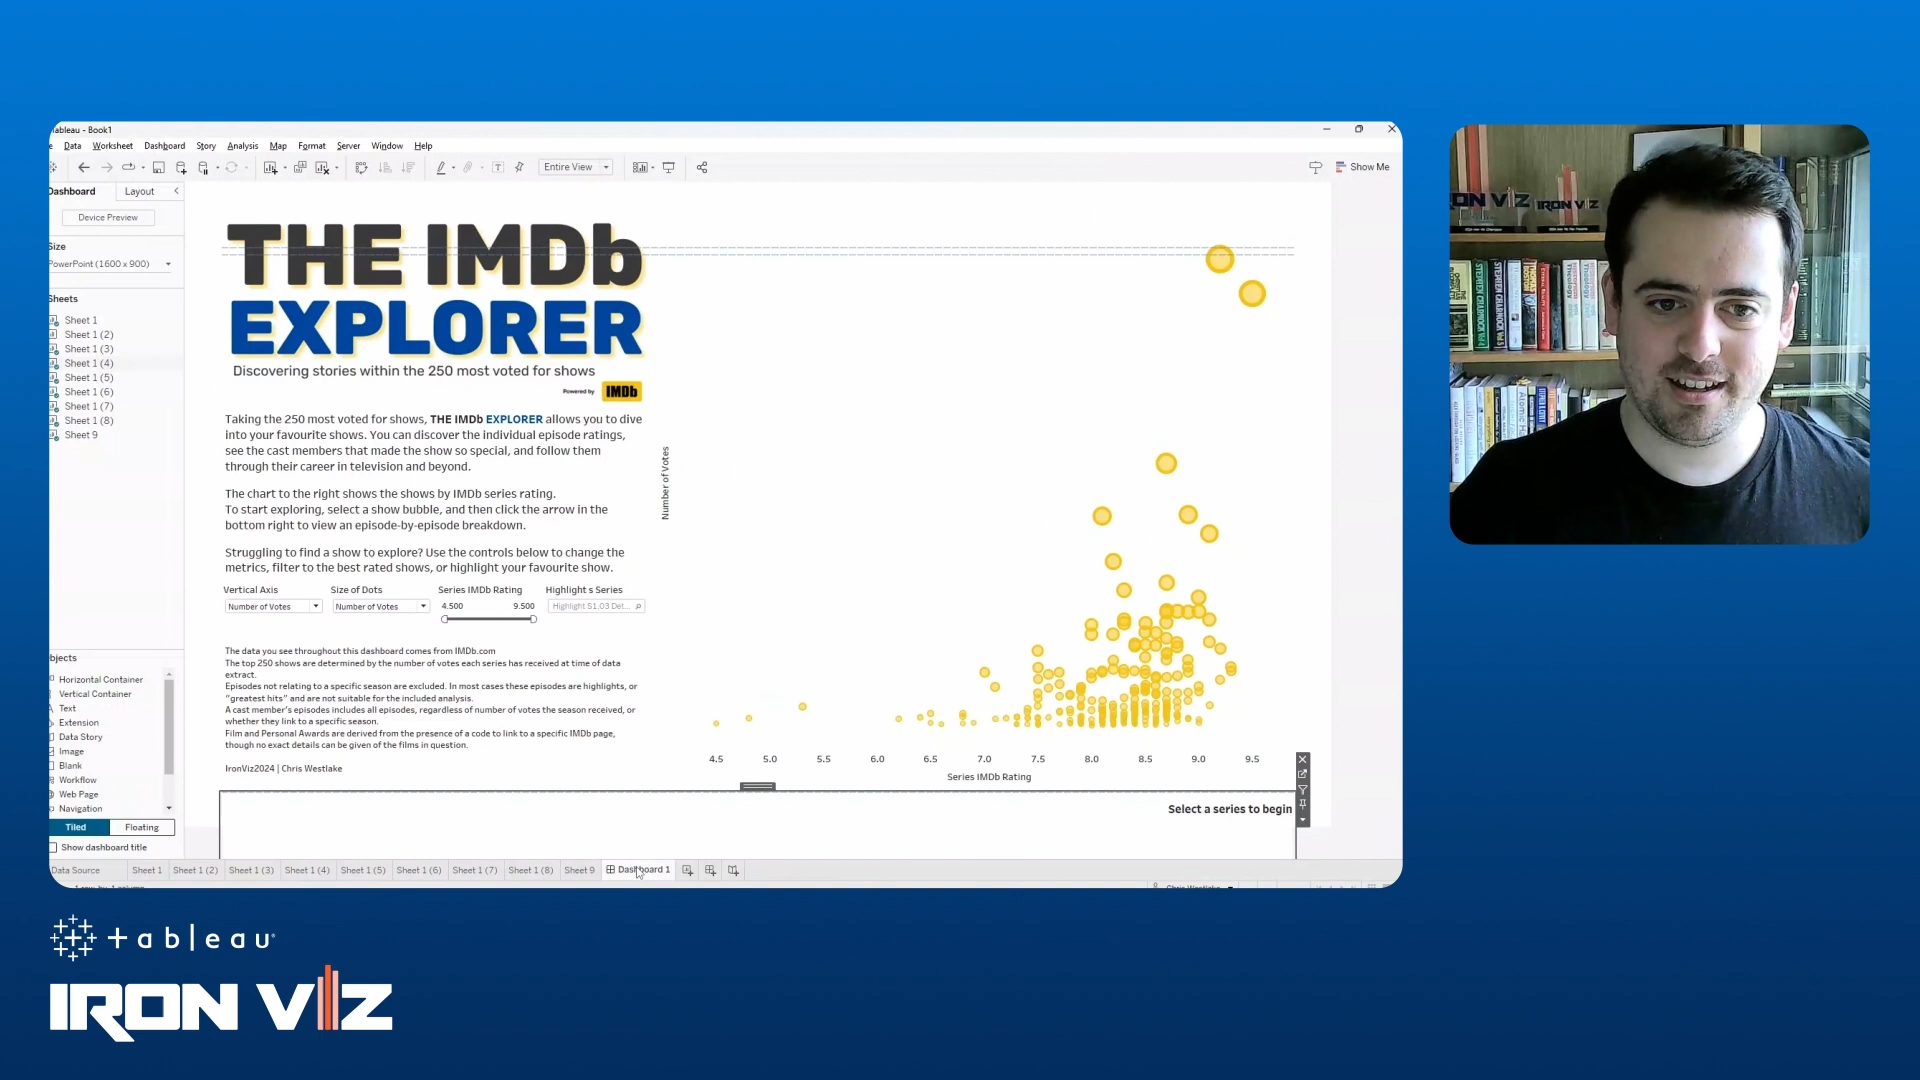 ableau - Book1
Data Worksheet Dashboard Story Analysis Map Format Server Window Help
Entire View
Show Me
Dashboard
Layout
Device Preview
Size
PowerPoint (1600 x 900)
Sheets
Sheet 1
Sheet 1 (2)
Sheet 1 (3)
Sheet 1 (4)
Sheet 1 (5)
Sheet 1 (6)
Sheet 1 (7)
Sheet 1 (8)
Sheet 9
bjects
Horizontal Container
Vertical Container
Text
Extension
Data Story
Image
Blank
Workflow
Web Page
Navigation
Tiled
Floating
Show dashboard title
THE IMDb
EXPLORER
Discovering stories within the 250 most voted for shows
Powered by IMDb
Taking the 250 most voted for shows, THE IMDb EXPLORER allows you to dive
into your favourite shows. You can discover the individual episode ratings,
see the cast members that made the show so special, and follow them
through their career in television and beyond.
The chart to the right shows the shows by IMDb series rating.
To start exploring, select a show bubble, and then click the arrow in the
bottom right to view an episode-by-episode breakdown.
Struggling to find a show to explore? Use the controls below to change the
metrics, filter to the best rated shows, or highlight your favourite show.
Vertical Axis
Number of Votes
Size of Dots
Number of Votes
Series IMDb Rating
4.500 9.500
Highlight s Series
Highlight S1.03 Det...
The data you see throughout this dashboard comes from IMDb.com
The top 250 shows are determined by the number of votes each series has received at time of data
extract.
Episodes not relating to a specific season are excluded. In most cases these episodes are highlights, or
"greatest hits" and are not suitable for the included analysis.
A cast member's episodes includes all episodes, regardless of number of votes the season received, or
whether they link to a specific season.
Film and Personal Awards are derived from the presence of a code to link to a specific IMDb page,
though no exact details can be given of the films in question.
IronViz2024 | Chris Westlake
Number of Votes
4.5 5.0 5.5 6.0 6.5 7.0 7.5 8.0 8.5 9.0 9.5
Series IMDb Rating
Select a series to begin
Data Source Sheet 1 Sheet 1 (2) Sheet 1 (3) Sheet 1 (4) Sheet 1 (5) Sheet 1 (6) Sheet 1 (7) Sheet 1 (8) Sheet 9 Dashboard 1
Chris Westlake
IRON VIZ
STEPHEN CHARNOCK
STEPHEN CHARNOCK
tableau
IRON VIZ